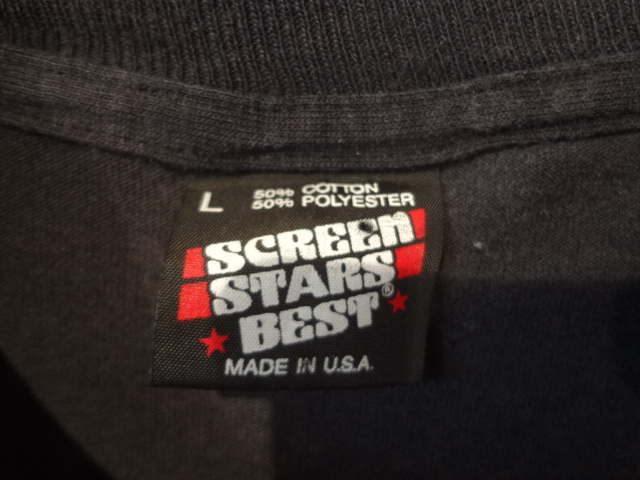 L
50% COTTON
50% POLYESTER
SCREEN
STARS
BEST®
MADE IN U.S.A.